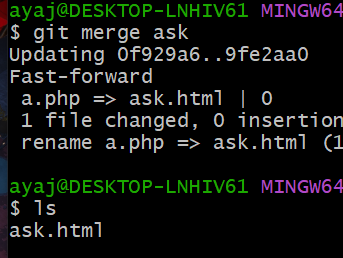 ayaj@DESKTOP-LNHIV61 MINGW64
$ git merge ask
Updating 0f929a6..9fe2aa0
Fast-forward
 a.php => ask.html | 0
 1 file changed, 0 insertion
 rename a.php => ask.html (1
ayaj@DESKTOP-LNHIV61 MINGW64
$ ls
ask.html